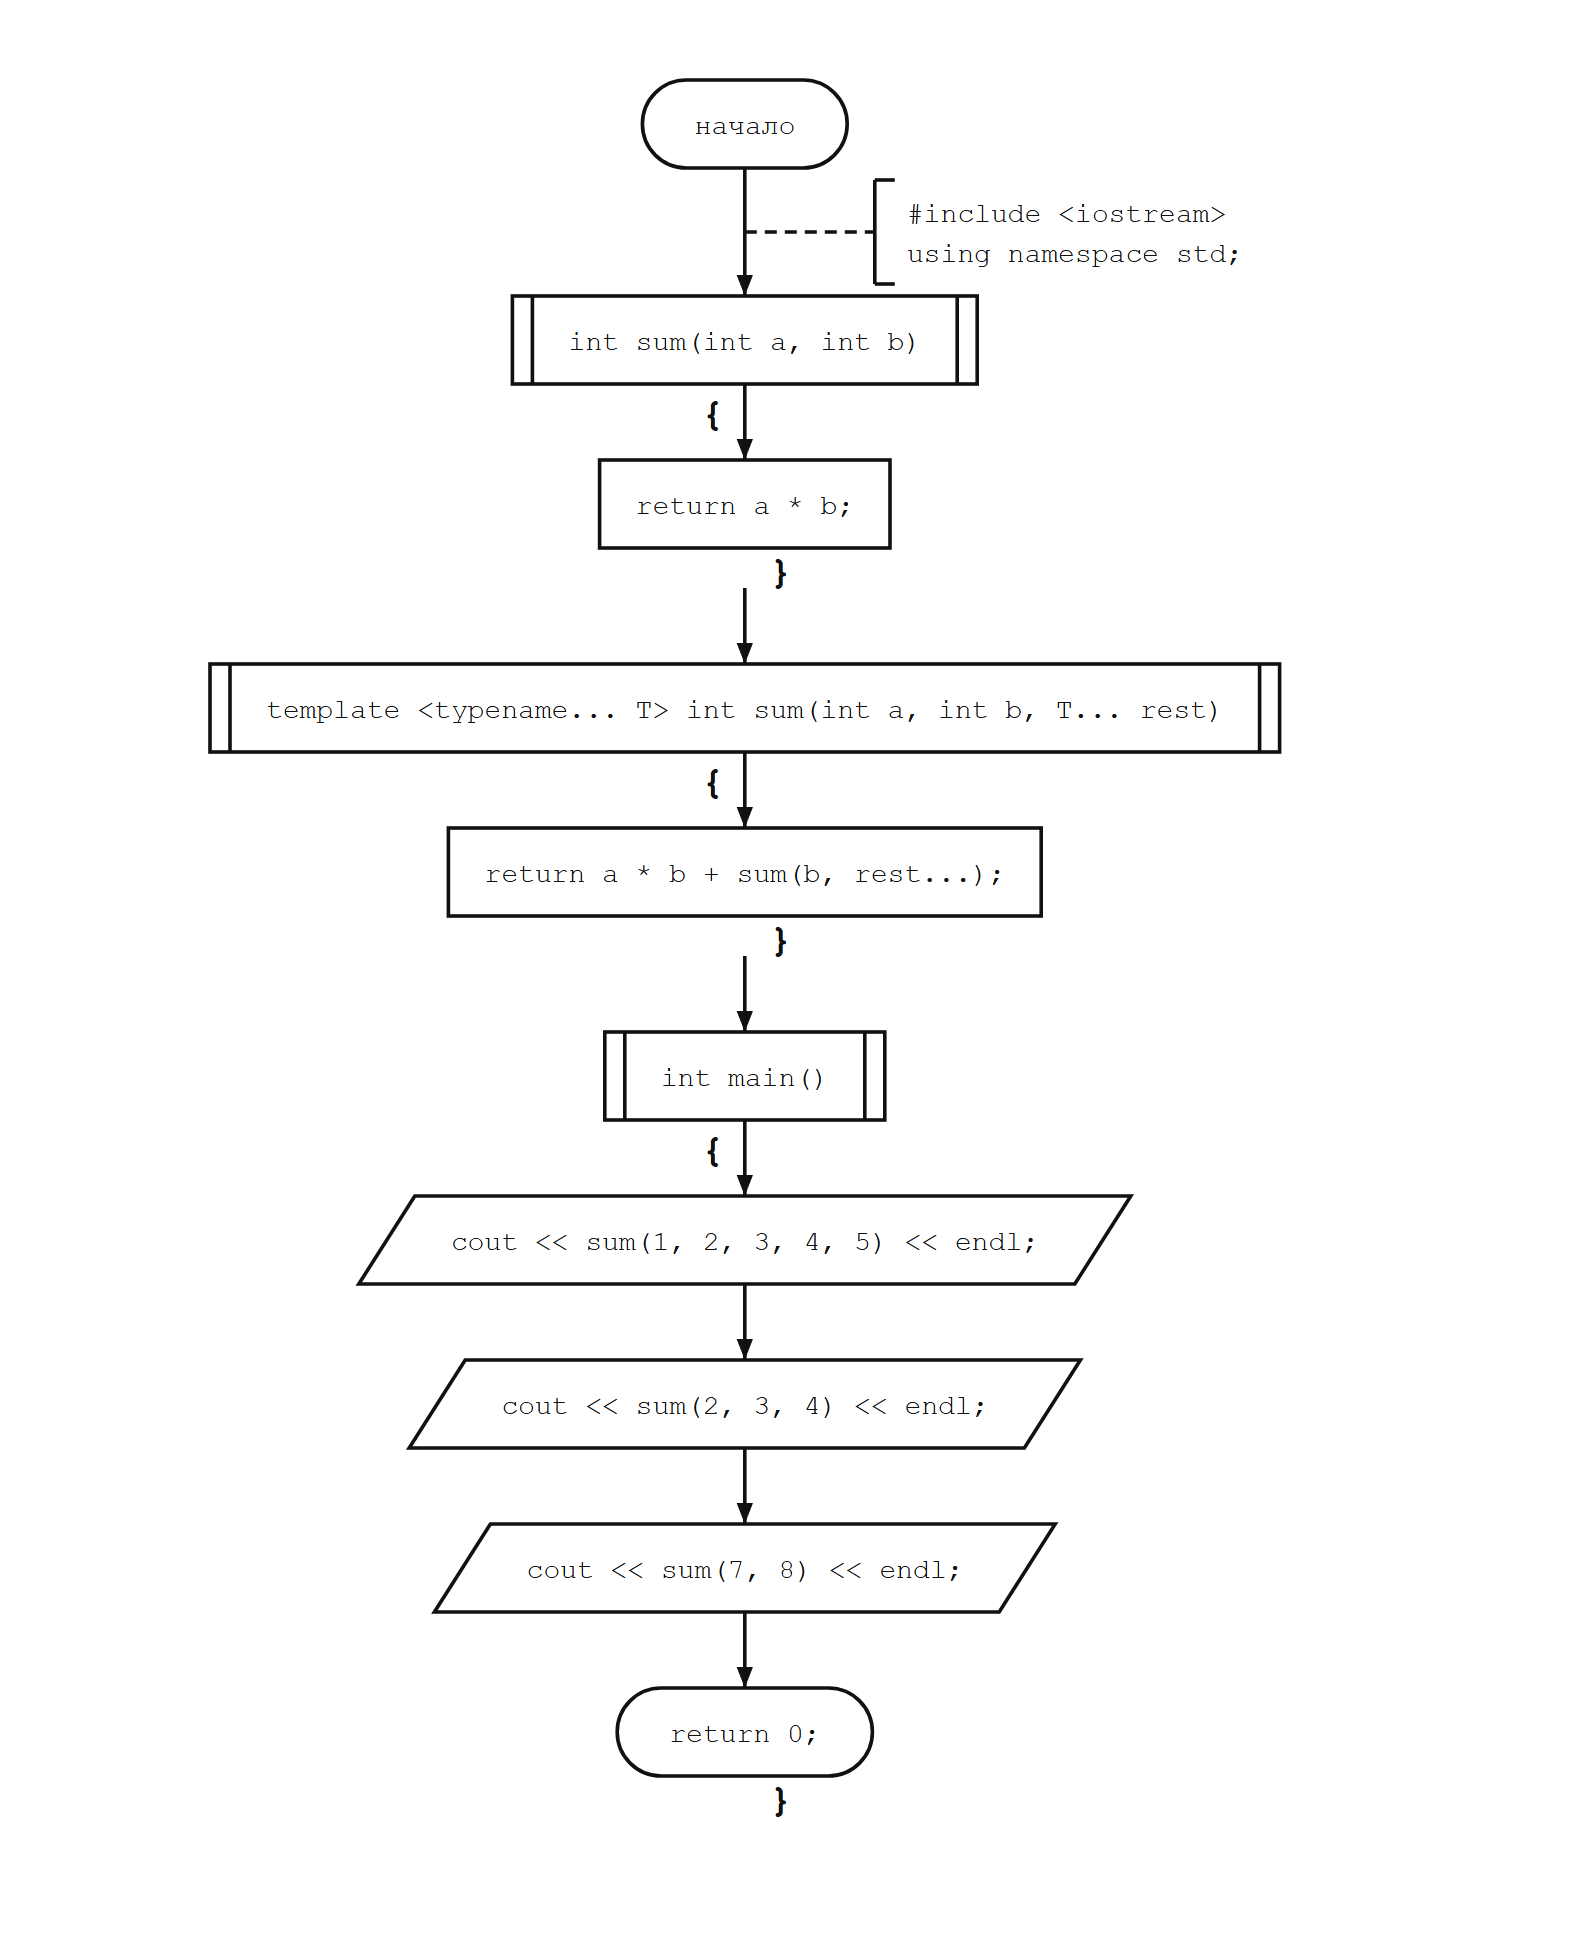 начало
#include <iostream>
using namespace std;
int sum(int a, int b)
{
return a * b;
}
template <typename... T> int sum(int a, int b, T... rest)
{
return a * b + sum(b, rest...);
}
int main()
{
cout << sum(1, 2, 3, 4, 5) << endl;
cout << sum(2, 3, 4) << endl;
cout << sum(7, 8) << endl;
return 0;
}